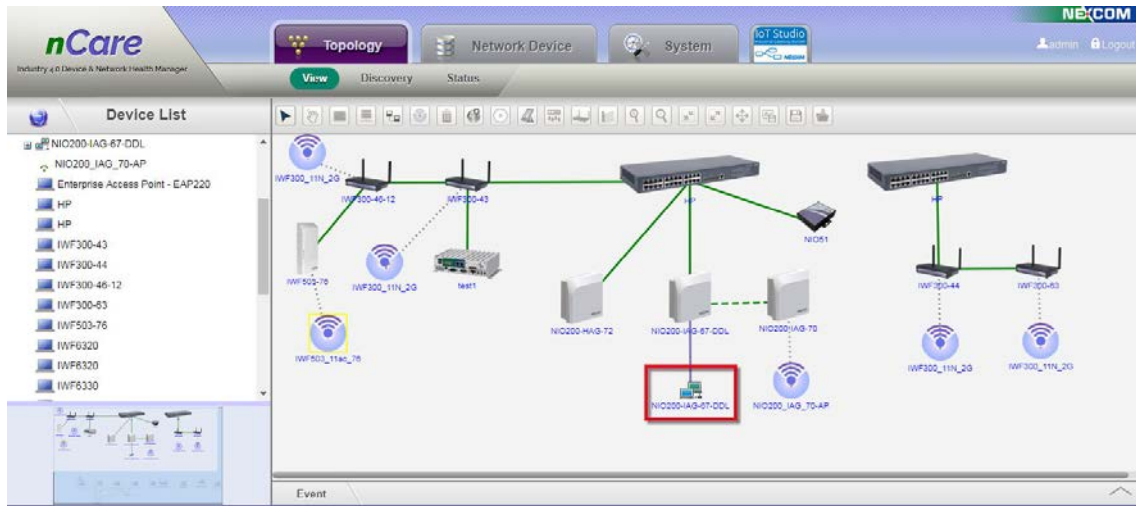 NEXCOM
nCare
Industry 4.0 Device & Network Health Manager
Topology
Network Device
System
IoT Studio
NEXCOM
admin
Logout
View
Discovery
Status
Device List
NIO200-IAG-67-DDL
NIO200_IAG_70-AP
Enterprise Access Point - EAP220
HP
HP
IWF300-43
IWF300-44
IWF300-46-12
IWF300-63
IWF503-76
IWF6320
IWF6320
IWF6330
IWF300_11N_2G
IWF300-46-12
IWF300-43
HP
HP
NIO51
IWF503-76
IWF300_11N_2G
test1
IWF300-44
IWF300-63
NIO200-HAG-72
NIO200-IAG-67-DDL
NIO200-IAG-70
IWF503_11ac_76
IWF300_11N_2G
IWF300_11N_2G
NIO200-IAG-67-DDL
NIO200_IAG_70-AP
Event